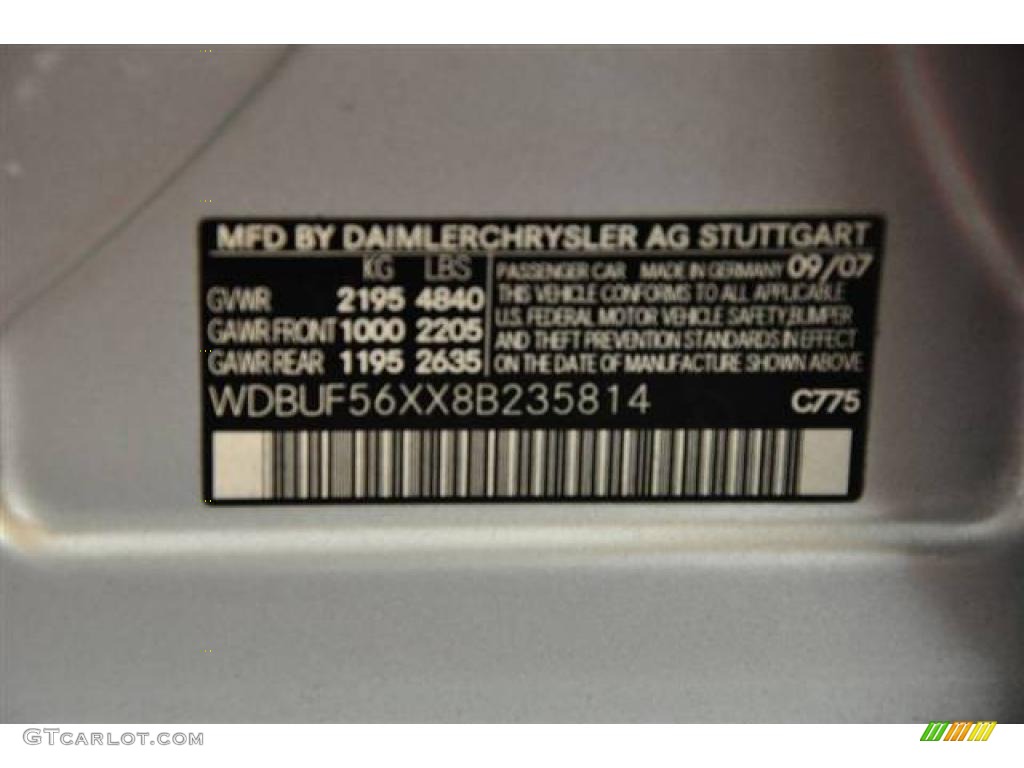 MFD BY DAIMLERCHRYSLER AG STUTTGART
KG LBS
GVWR 2195 4840
GAWR FRONT 1000 2205
GAWR REAR 1195 2635
PASSENGER CAR MADE IN GERMANY 09/07
THIS VEHICLE CONFORMS TO ALL APPLICABLE
U.S. FEDERAL MOTOR VEHICLE SAFETY, BUMPER
AND THEFT PREVENTION STANDARDS IN EFFECT
ON THE DATE OF MANUFACTURE SHOWN ABOVE
WDBUF56XX8B235814 C775
GTCARLOT.COM